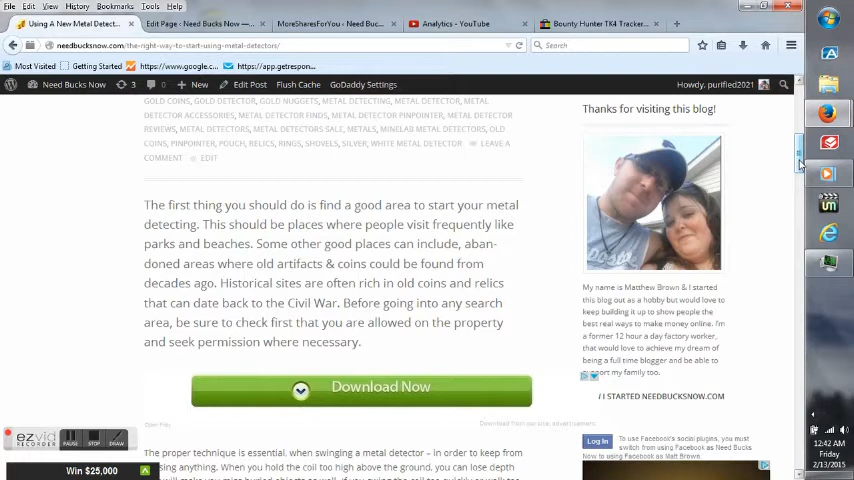 File Edit View History Bookmarks Tools Help
Using A New Metal Detect...
Edit Page ‹ Need Bucks Now —...
MoreSharesForYou ‹ Need Buc...
Analytics - YouTube
Bounty Hunter TK4 Tracker...
needbucksnow.com/the-right-way-to-start-using-metal-detectors/
Search
Most Visited Getting Started https://www.google.c... https://app.getrespon...
Need Bucks Now 3 0 New Edit Post Flush Cache GoDaddy Settings Howdy, purified2021
GOLD COINS, GOLD DETECTOR, GOLD NUGGETS, METAL DETECTING, METAL DETECTOR, METAL
DETECTOR ACCESSORIES, METAL DETECTOR FINDS, METAL DETECTOR PINPOINTER, METAL DETECTOR
REVIEWS, METAL DETECTORS, METAL DETECTORS SALE, METALS, MINELAB METAL DETECTORS, OLD
COINS, PINPOINTER, POUCH, RELICS, RINGS, SHOVELS, SILVER, WHITE METAL DETECTOR LEAVE A
COMMENT EDIT
The first thing you should do is find a good area to start your metal
detecting. This should be places where people visit frequently like
parks and beaches. Some other good places can include, aban-
doned areas where old artifacts & coins could be found from
decades ago. Historical sites are often rich in old coins and relics
that can date back to the Civil War. Before going into any search
area, be sure to check first that you are allowed on the property
and seek permission where necessary.
Download Now
Open Files
Download from our site, advertisement.
The proper technique is essential, when swinging a metal detector – in order to keep from
sing anything. When you hold the coil too high above the ground, you can lose depth
Thanks for visiting this blog!
My name is Matthew Brown & I started
this blog out as a hobby but would love to
keep building it up to show people the
best real ways to make money online. I'm
a former 12 hour a day factory worker,
that would love to achieve my dream of
being a full time blogger and be able to
support my family too.
I STARTED NEEDBUCKSNOW.COM
Log In
To use Facebook's social plugins, you must
switch from using Facebook as Need Bucks
Now to using Facebook as Matt Brown.
ezvid
RECORDER
PAUSE STOP DRAW
Win $25,000
12:42 AM
Friday
2/13/2015